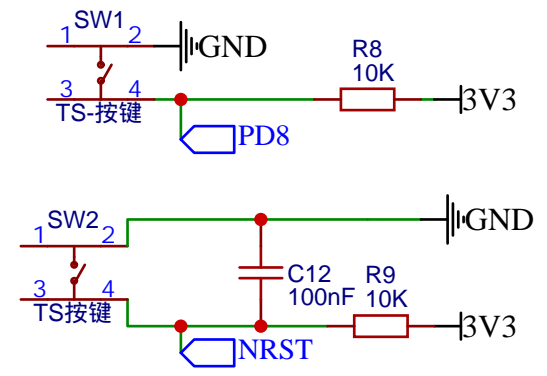 SW1
1 2
GND
R8
10K
3 4
3V3
TS-按键
PD8
SW2
1 2
GND
C12
100nF
R9
10K
3 4
3V3
TS按键
NRST